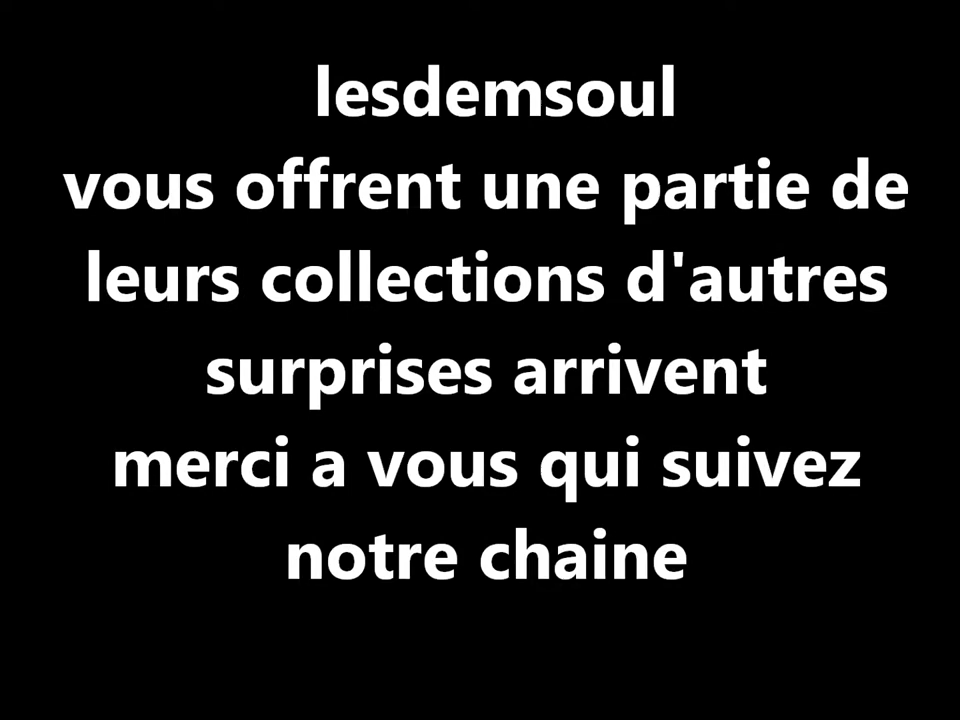 lesdemsoul
vous offrent une partie de
leurs collections d'autres
surprises arrivent
merci a vous qui suivez
notre chaine